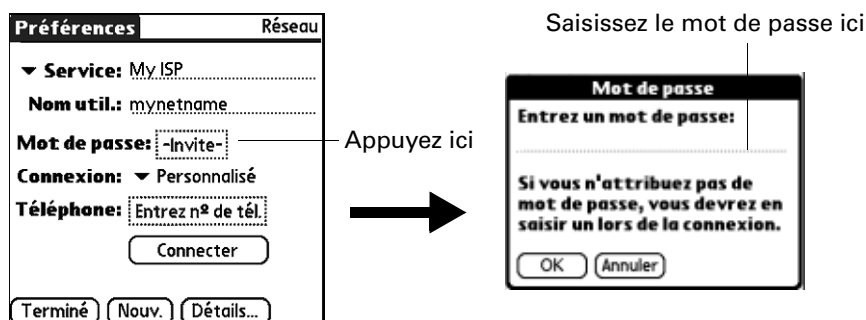 Préférences Réseau
▼ Service: My ISP
Nom util.: mynetname
Mot de passe: -Invite-
Connexion: ▼ Personnalisé
Téléphone: Entrez nº de tél.
Connecter
Terminé Nouv. Détails...
Appuyez ici
Saisissez le mot de passe ici
Mot de passe
Entrez un mot de passe:
Si vous n'attribuez pas de
mot de passe, vous devrez en
saisir un lors de la connexion.
OK Annuler